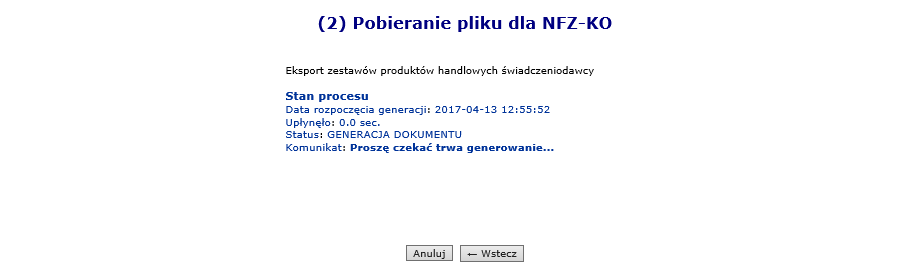 (2) Pobieranie pliku dla NFZ-KO
Eksport zestawów produktów handlowych świadczeniodawcy
Stan procesu
Data rozpoczęcia generacji: 2017-04-13 12:55:52
Upłynęło: 0.0 sec.
Status: GENERACJA DOKUMENTU
Komunikat: Proszę czekać trwa generowanie...
Anuluj ← Wstecz